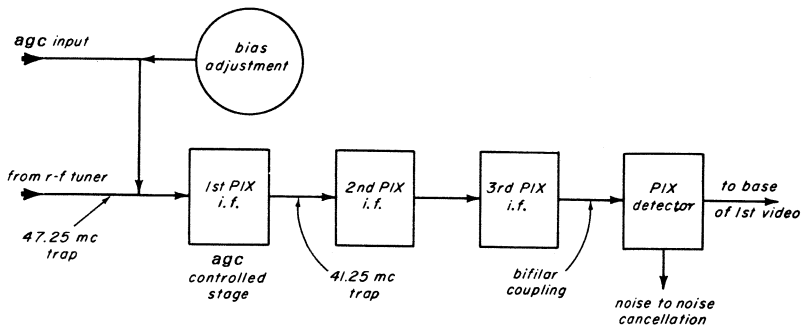 agc input
bias
adjustment
from r-f tuner
47.25 mc
trap
1st PIX
i.f.
agc
controlled
stage
41.25 mc
trap
2nd PIX
i.f.
3rd PIX
i.f.
bifilar
coupling
PIX
detector
to base
of 1st video
noise to noise
cancellation